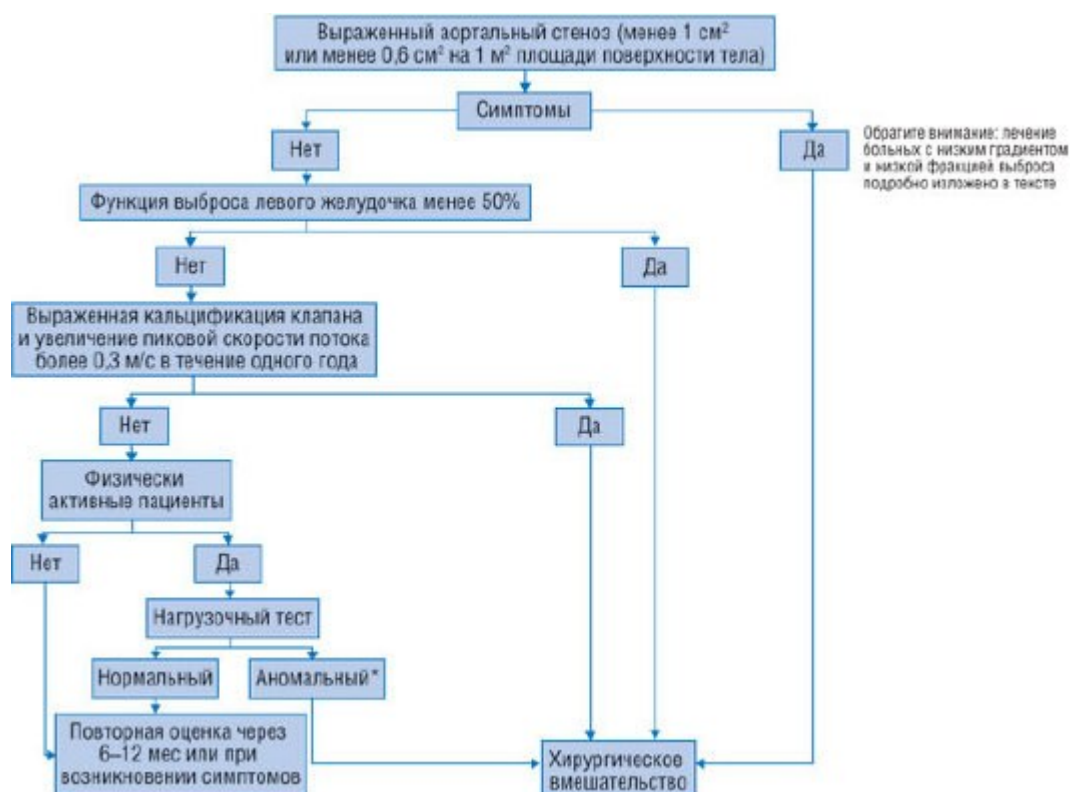 Выраженный аортальный стеноз (менее 1 см²
или менее 0,6 см² на 1 м² площади поверхности тела)
Симптомы
Нет
Да
Обратите внимание: лечение
больных с низким градиентом
и низкой фракцией выброса
подробно изложено в тексте
Функция выброса левого желудочка менее 50%
Нет
Да
Выраженная кальцификация клапана
и увеличение пиковой скорости потока
более 0,3 м/с в течение одного года
Нет
Да
Физически
активные пациенты
Нет
Да
Нагрузочный тест
Нормальный
Аномальный*
Повторная оценка через
6–12 мес или при
возникновении симптомов
Хирургическое
вмешательство